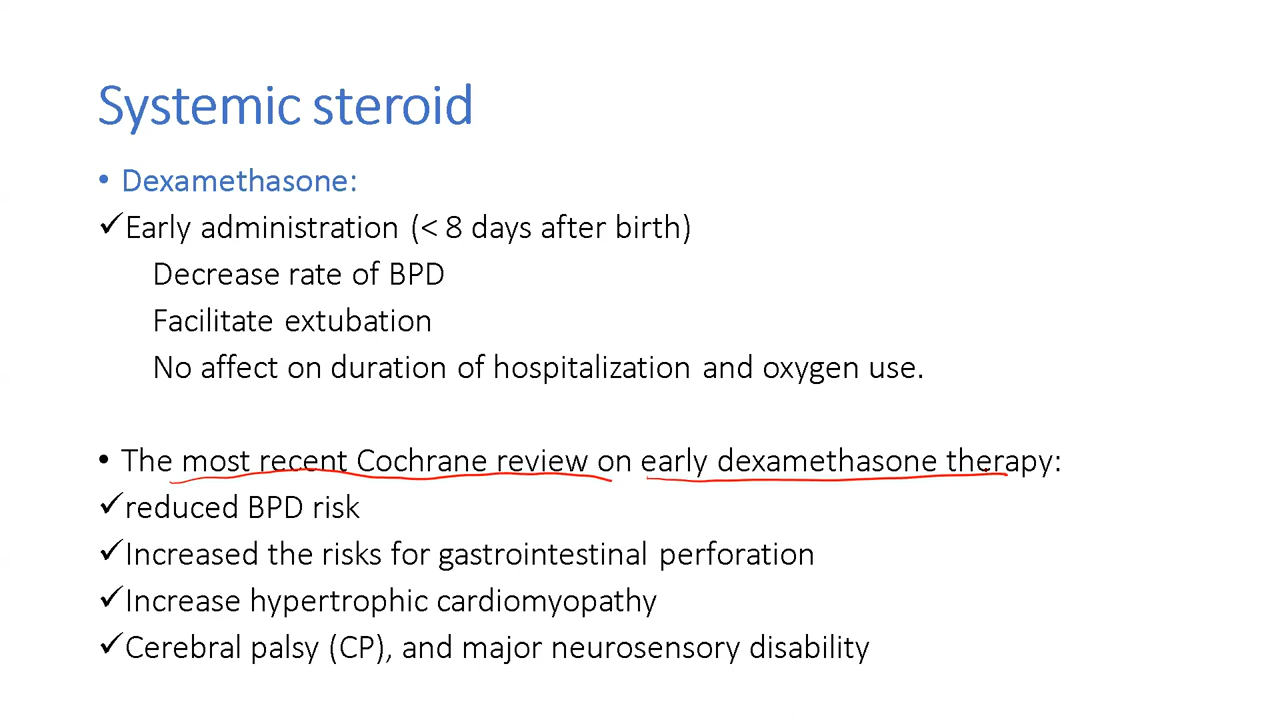 Systemic steroid
• Dexamethasone:
✓Early administration (< 8 days after birth)
Decrease rate of BPD
Facilitate extubation
No affect on duration of hospitalization and oxygen use.
• The most recent Cochrane review on early dexamethasone therapy:
✓reduced BPD risk
✓Increased the risks for gastrointestinal perforation
✓Increase hypertrophic cardiomyopathy
✓Cerebral palsy (CP), and major neurosensory disability